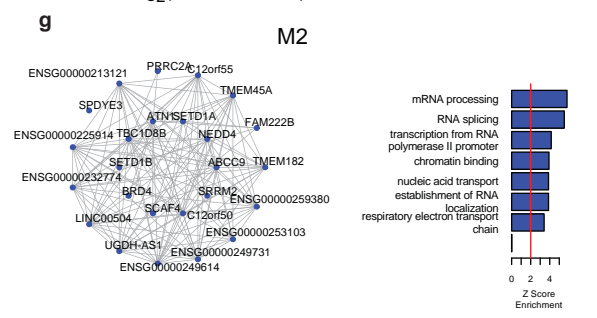 g
M2
PRRC2A
C12orf55
ENSG00000213121
TMEM45A
SPDYE3
ATN1
SETD1A
FAM222B
ENSG00000225914
TBC1D8B
NEDD4
SETD1B
ABCC9
TMEM182
ENSG00000232774
BRD4
SRRM2
ENSG00000259380
SCAF4
C12orf50
LINC00504
ENSG00000253103
UGDH-AS1
ENSG00000249731
ENSG00000249614
mRNA processing
RNA splicing
transcription from RNA
polymerase II promoter
chromatin binding
nucleic acid transport
establishment of RNA
localization
respiratory electron transport
chain
0 2 4
Z Score
Enrichment